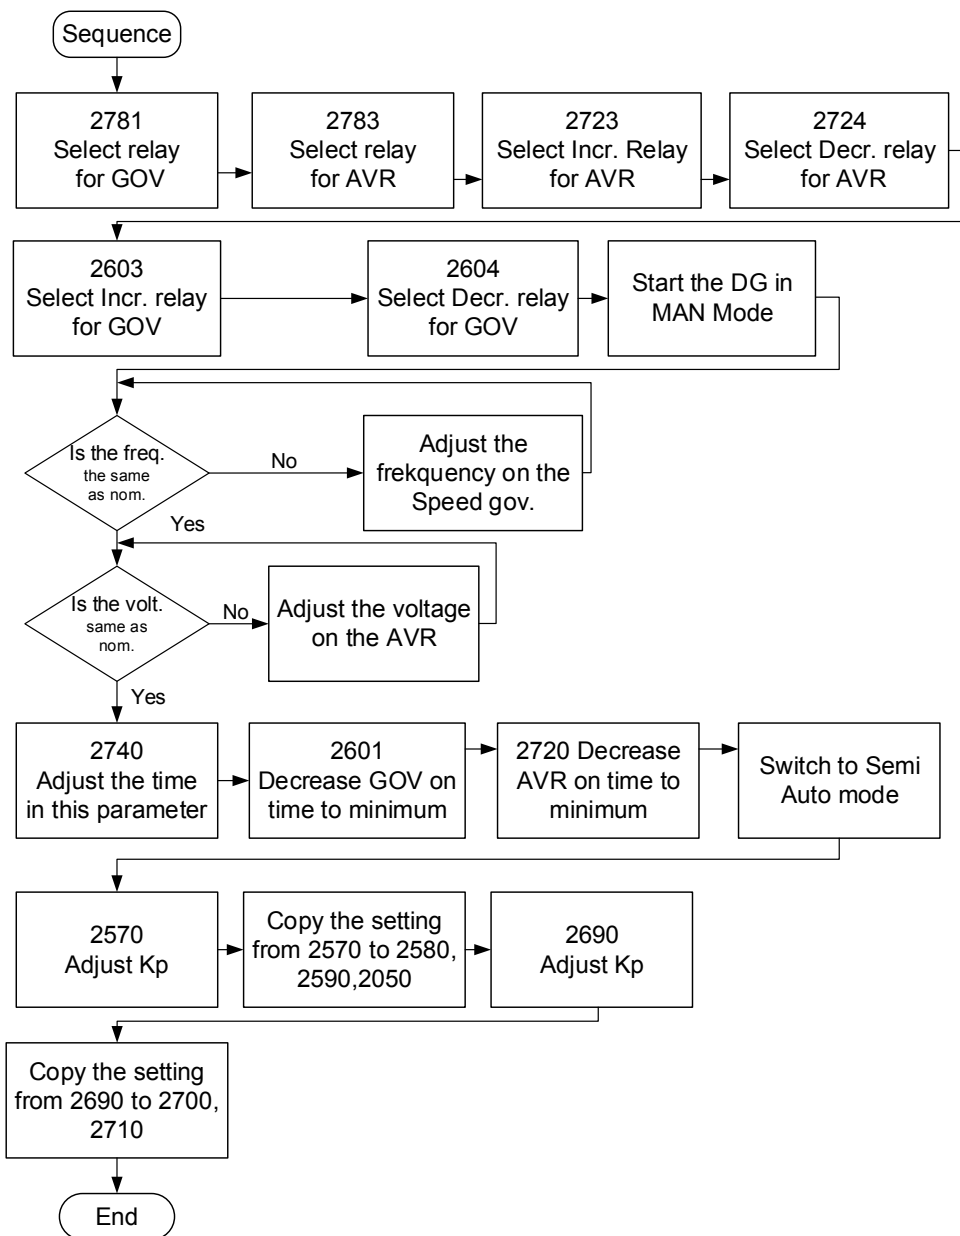 Sequence
2781
Select relay
for GOV
2783
Select relay
for AVR
2723
Select Incr. Relay
for AVR
2724
Select Decr. relay
for AVR
2603
Select Incr. relay
for GOV
2604
Select Decr. relay
for GOV
Start the DG in
MAN Mode
Is the freq.
the same
as nom.
No
Adjust the
frekquency on the
Speed gov.
Yes
Is the volt.
same as
nom.
No
Adjust the voltage
on the AVR
Yes
2740
Adjust the time
in this parameter
2601
Decrease GOV on
time to minimum
2720 Decrease
AVR on time to
minimum
Switch to Semi
Auto mode
2570
Adjust Kp
Copy the setting
from 2570 to 2580,
2590,2050
2690
Adjust Kp
Copy the setting
from 2690 to 2700,
2710
End